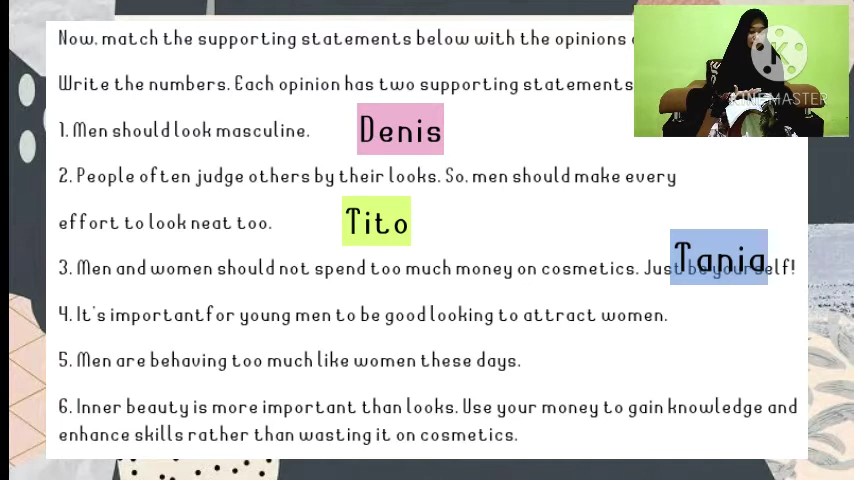 Now, match the supporting statements below with the opinions
Write the numbers. Each opinion has two supporting statements
1. Men should look masculine.
Denis
2. People often judge others by their looks. So, men should make every
effort to look neat too.
Tito
Tania
3. Men and women should not spend too much money on cosmetics. Just be yourself!
4. It's importantfor young men to be good looking to attract women.
5. Men are behaving too much like women these days.
6. Inner beauty is more important than looks. Use your money to gain knowledge and
enhance skills rather than wasting it on cosmetics.
K
KINEMASTER